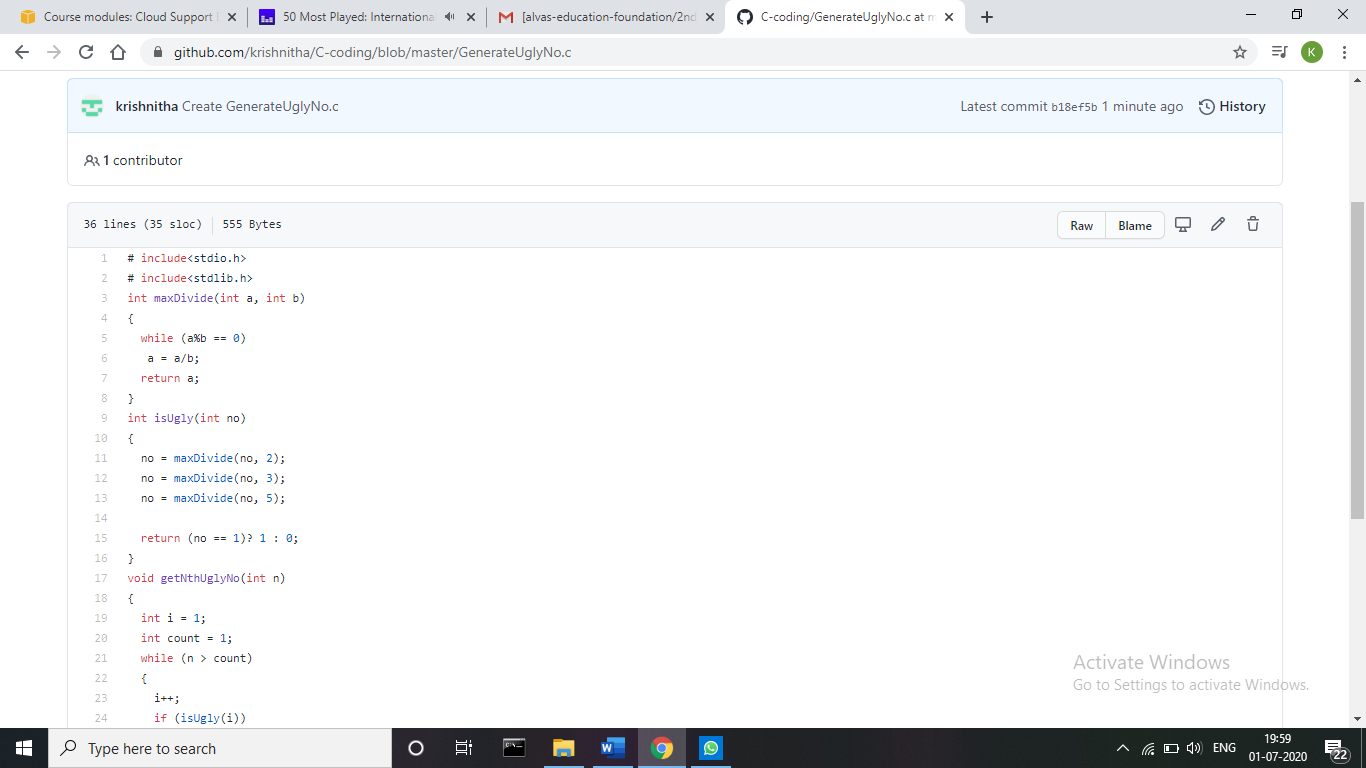 Course modules: Cloud Support
50 Most Played: Internationa
[alvas-education-foundation/2nd
C-coding/GenerateUglyNo.c at m
github.com/krishnitha/C-coding/blob/master/GenerateUglyNo.c
K
krishnitha Create GenerateUglyNo.c
Latest commit b18ef5b 1 minute ago
History
1 contributor
36 lines (35 sloc) 555 Bytes
Raw
Blame
1 # include<stdio.h>
2 # include<stdlib.h>
3 int maxDivide(int a, int b)
4 {
5 while (a%b == 0)
6 a = a/b;
7 return a;
8 }
9 int isUgly(int no)
10 {
11 no = maxDivide(no, 2);
12 no = maxDivide(no, 3);
13 no = maxDivide(no, 5);
14
15 return (no == 1)? 1 : 0;
16 }
17 void getNthUglyNo(int n)
18 {
19 int i = 1;
20 int count = 1;
21 while (n > count)
22 {
23 i++;
24 if (isUgly(i))
Activate Windows
Go to Settings to activate Windows.
Type here to search
ENG
19:59
01-07-2020
22